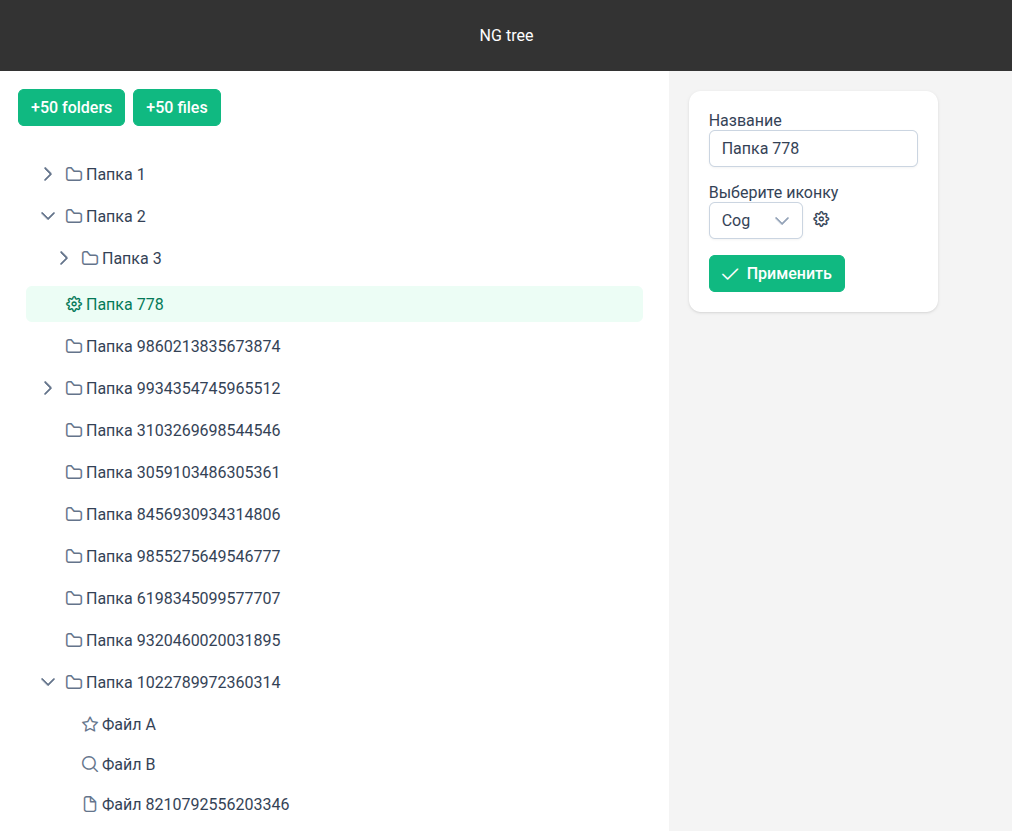 NG tree
+50 folders +50 files
Папка 1
Папка 2
Папка 3
Папка 778
Папка 9860213835673874
Папка 9934354745965512
Папка 3103269698544546
Папка 3059103486305361
Папка 8456930934314806
Папка 9855275649546777
Папка 6198345099577707
Папка 9320460020031895
Папка 1022789972360314
Файл A
Файл B
Файл 8210792556203346
Название
Папка 778
Выберите иконку
Cog
Применить